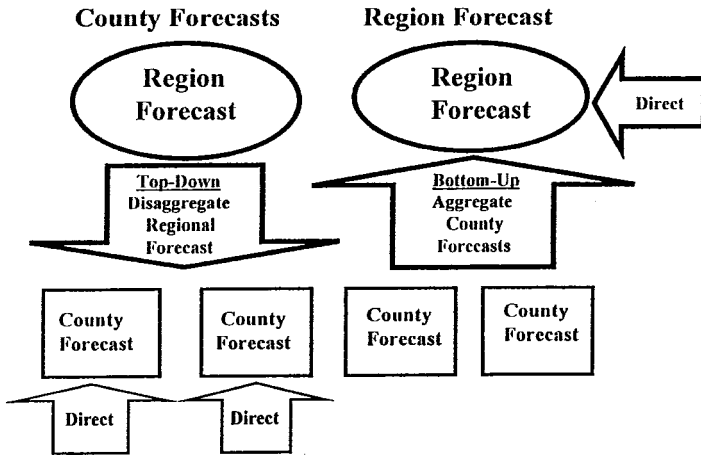 County Forecasts
Region Forecast
Region
Forecast
Region
Forecast
Direct
Top-Down
Disaggregate
Regional
Forecast
Bottom-Up
Aggregate
County
Forecasts
County
Forecast
County
Forecast
County
Forecast
County
Forecast
Direct
Direct